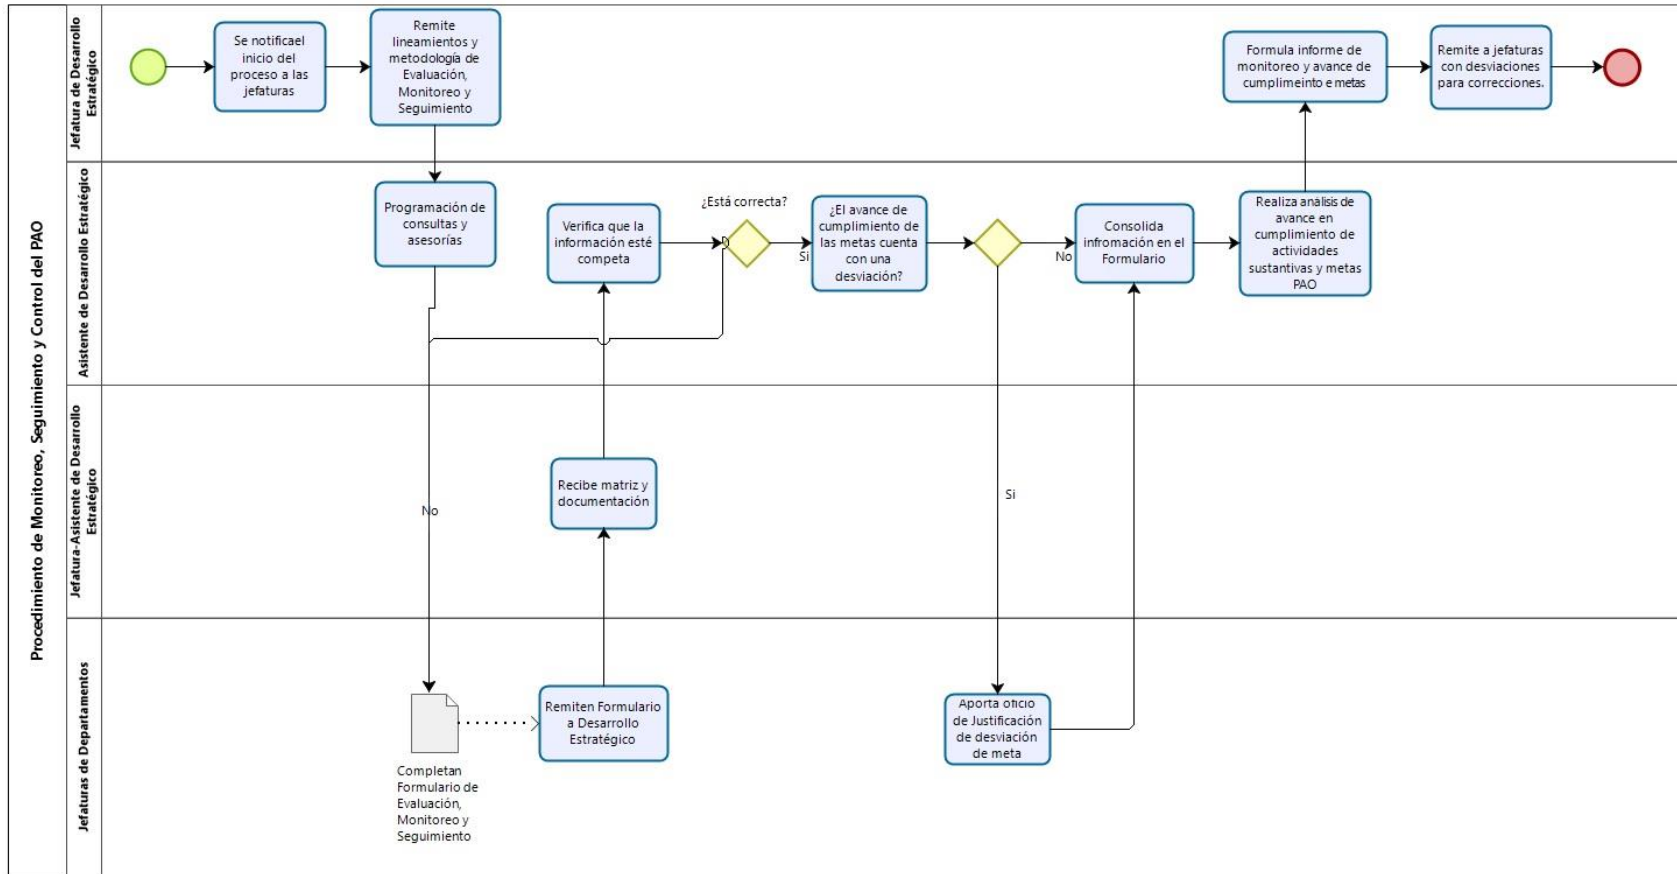 Procedimiento de Monitoreo, Seguimiento y Control del PAO
Jefatura de Desarrollo
Estratégico
Se notificael
inicio del
proceso a las
jefaturas
Remite
lineamientos y
metodología de
Evaluación,
Monitoreo y
Seguimiento
Formula informe de
monitoreo y avance de
cumplimeinto e metas
Remite a jefaturas
con desviaciones
para correcciones.
Asistente de Desarrollo Estratégico
Programación de
consultas y
asesorías
Verifica que la
información esté
competa
¿Está correcta?
Si
¿El avance de
cumplimiento de
las metas cuenta
con una
desviación?
No
Consolida
infromación en el
Formulario
Realiza análisis de
avance en
cumplimiento de
actividades
sustantivas y metas
PAO
Jefatura-Asistente de Desarrollo
Estratégico
No
Recibe matriz y
documentación
Si
Jefaturas de Departamentos
Completan
Formulario de
Evaluación,
Monitoreo y
Seguimiento
Remiten Formulario
a Desarrollo
Estratégico
Aporta oficio
de Justificación
de desviación
de meta